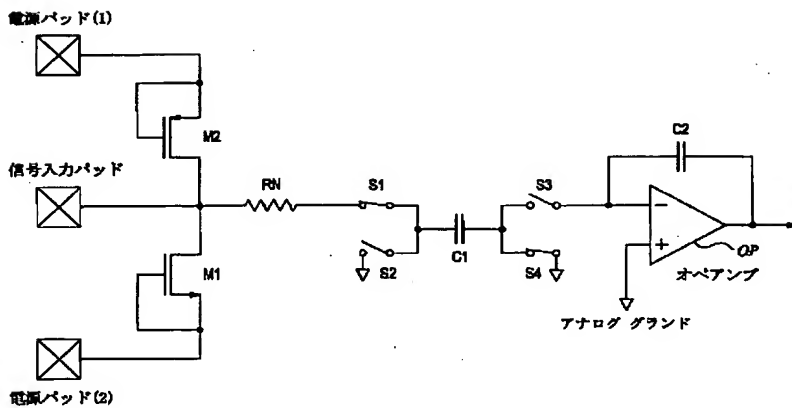 電源パッド(1)
M2
信号入力パッド
RN
S1
S2
C1
S3
S4
C2
M1
OP
オペアンプ
アナログ グランド
電源パッド(2)